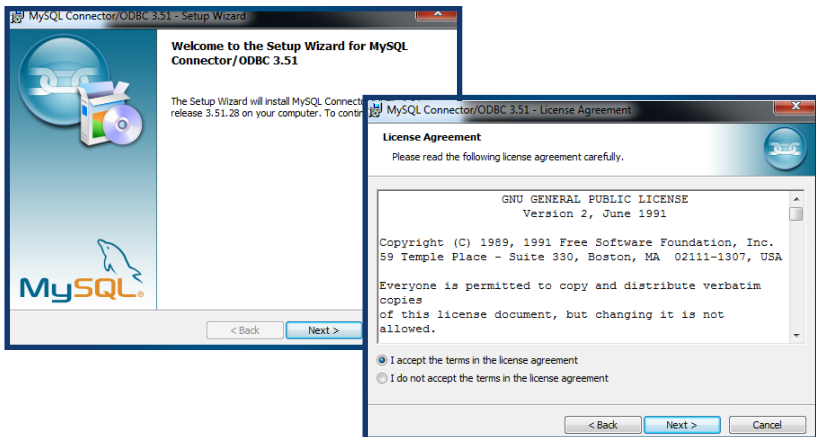 MySQL Connector/ODBC 3.51 - Setup Wizard
Welcome to the Setup Wizard for MySQL
Connector/ODBC 3.51
The Setup Wizard will install MySQL
release 3.51.28 on your computer. To
MySQL®
< Back Next >
MySQL Connector/ODBC 3.51 - License Agreement
License Agreement
Please read the following license agreement carefully.
GNU GENERAL PUBLIC LICENSE
Version 2, June 1991
Copyright (C) 1989, 1991 Free Software Foundation, Inc.
59 Temple Place - Suite 330, Boston, MA 02111-1307, USA
Everyone is permitted to copy and distribute verbatim
copies
of this license document, but changing it is not
allowed.
I accept the terms in the license agreement
I do not accept the terms in the license agreement
< Back Next > Cancel